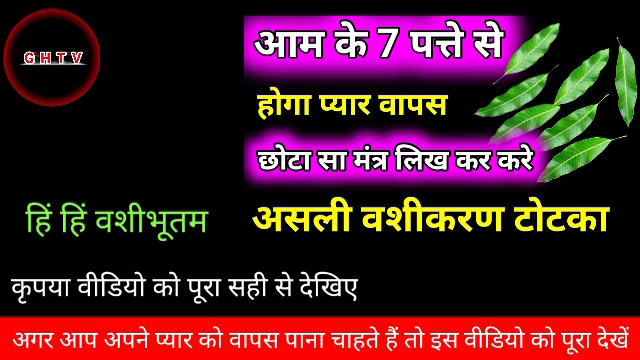 GHTV
आम के 7 पत्ते से
होगा प्यार वापस
छोटा सा मंत्र लिख कर करे
हिं हिं वशीभूतम
असली वशीकरण टोटका
कृपया वीडियो को पूरा सही से देखिए
अगर आप अपने प्यार को वापस पाना चाहते हैं तो इस वीडियो को पूरा देखें